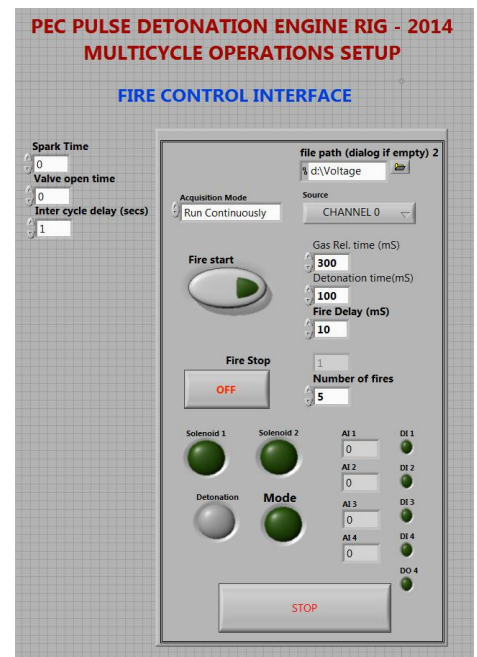 PEC PULSE DETONATION ENGINE RIG - 2014
MULTICYCLE OPERATIONS SETUP
FIRE CONTROL INTERFACE
Spark Time
0
Valve open time
0
Inter cycle delay (secs)
1
file path (dialog if empty) 2
d:\Voltage
Acquisition Mode
Run Continuously
Source
CHANNEL 0
Fire start
Gas Rel. time (mS)
300
Detonation time(mS)
100
Fire Delay (mS)
10
Fire Stop
OFF
1
Number of fires
5
Solenoid 1
Solenoid 2
AI 1
0
DI 1
AI 2
0
DI 2
Detonation
Mode
AI 3
0
DI 3
AI 4
0
DI 4
DO 4
STOP